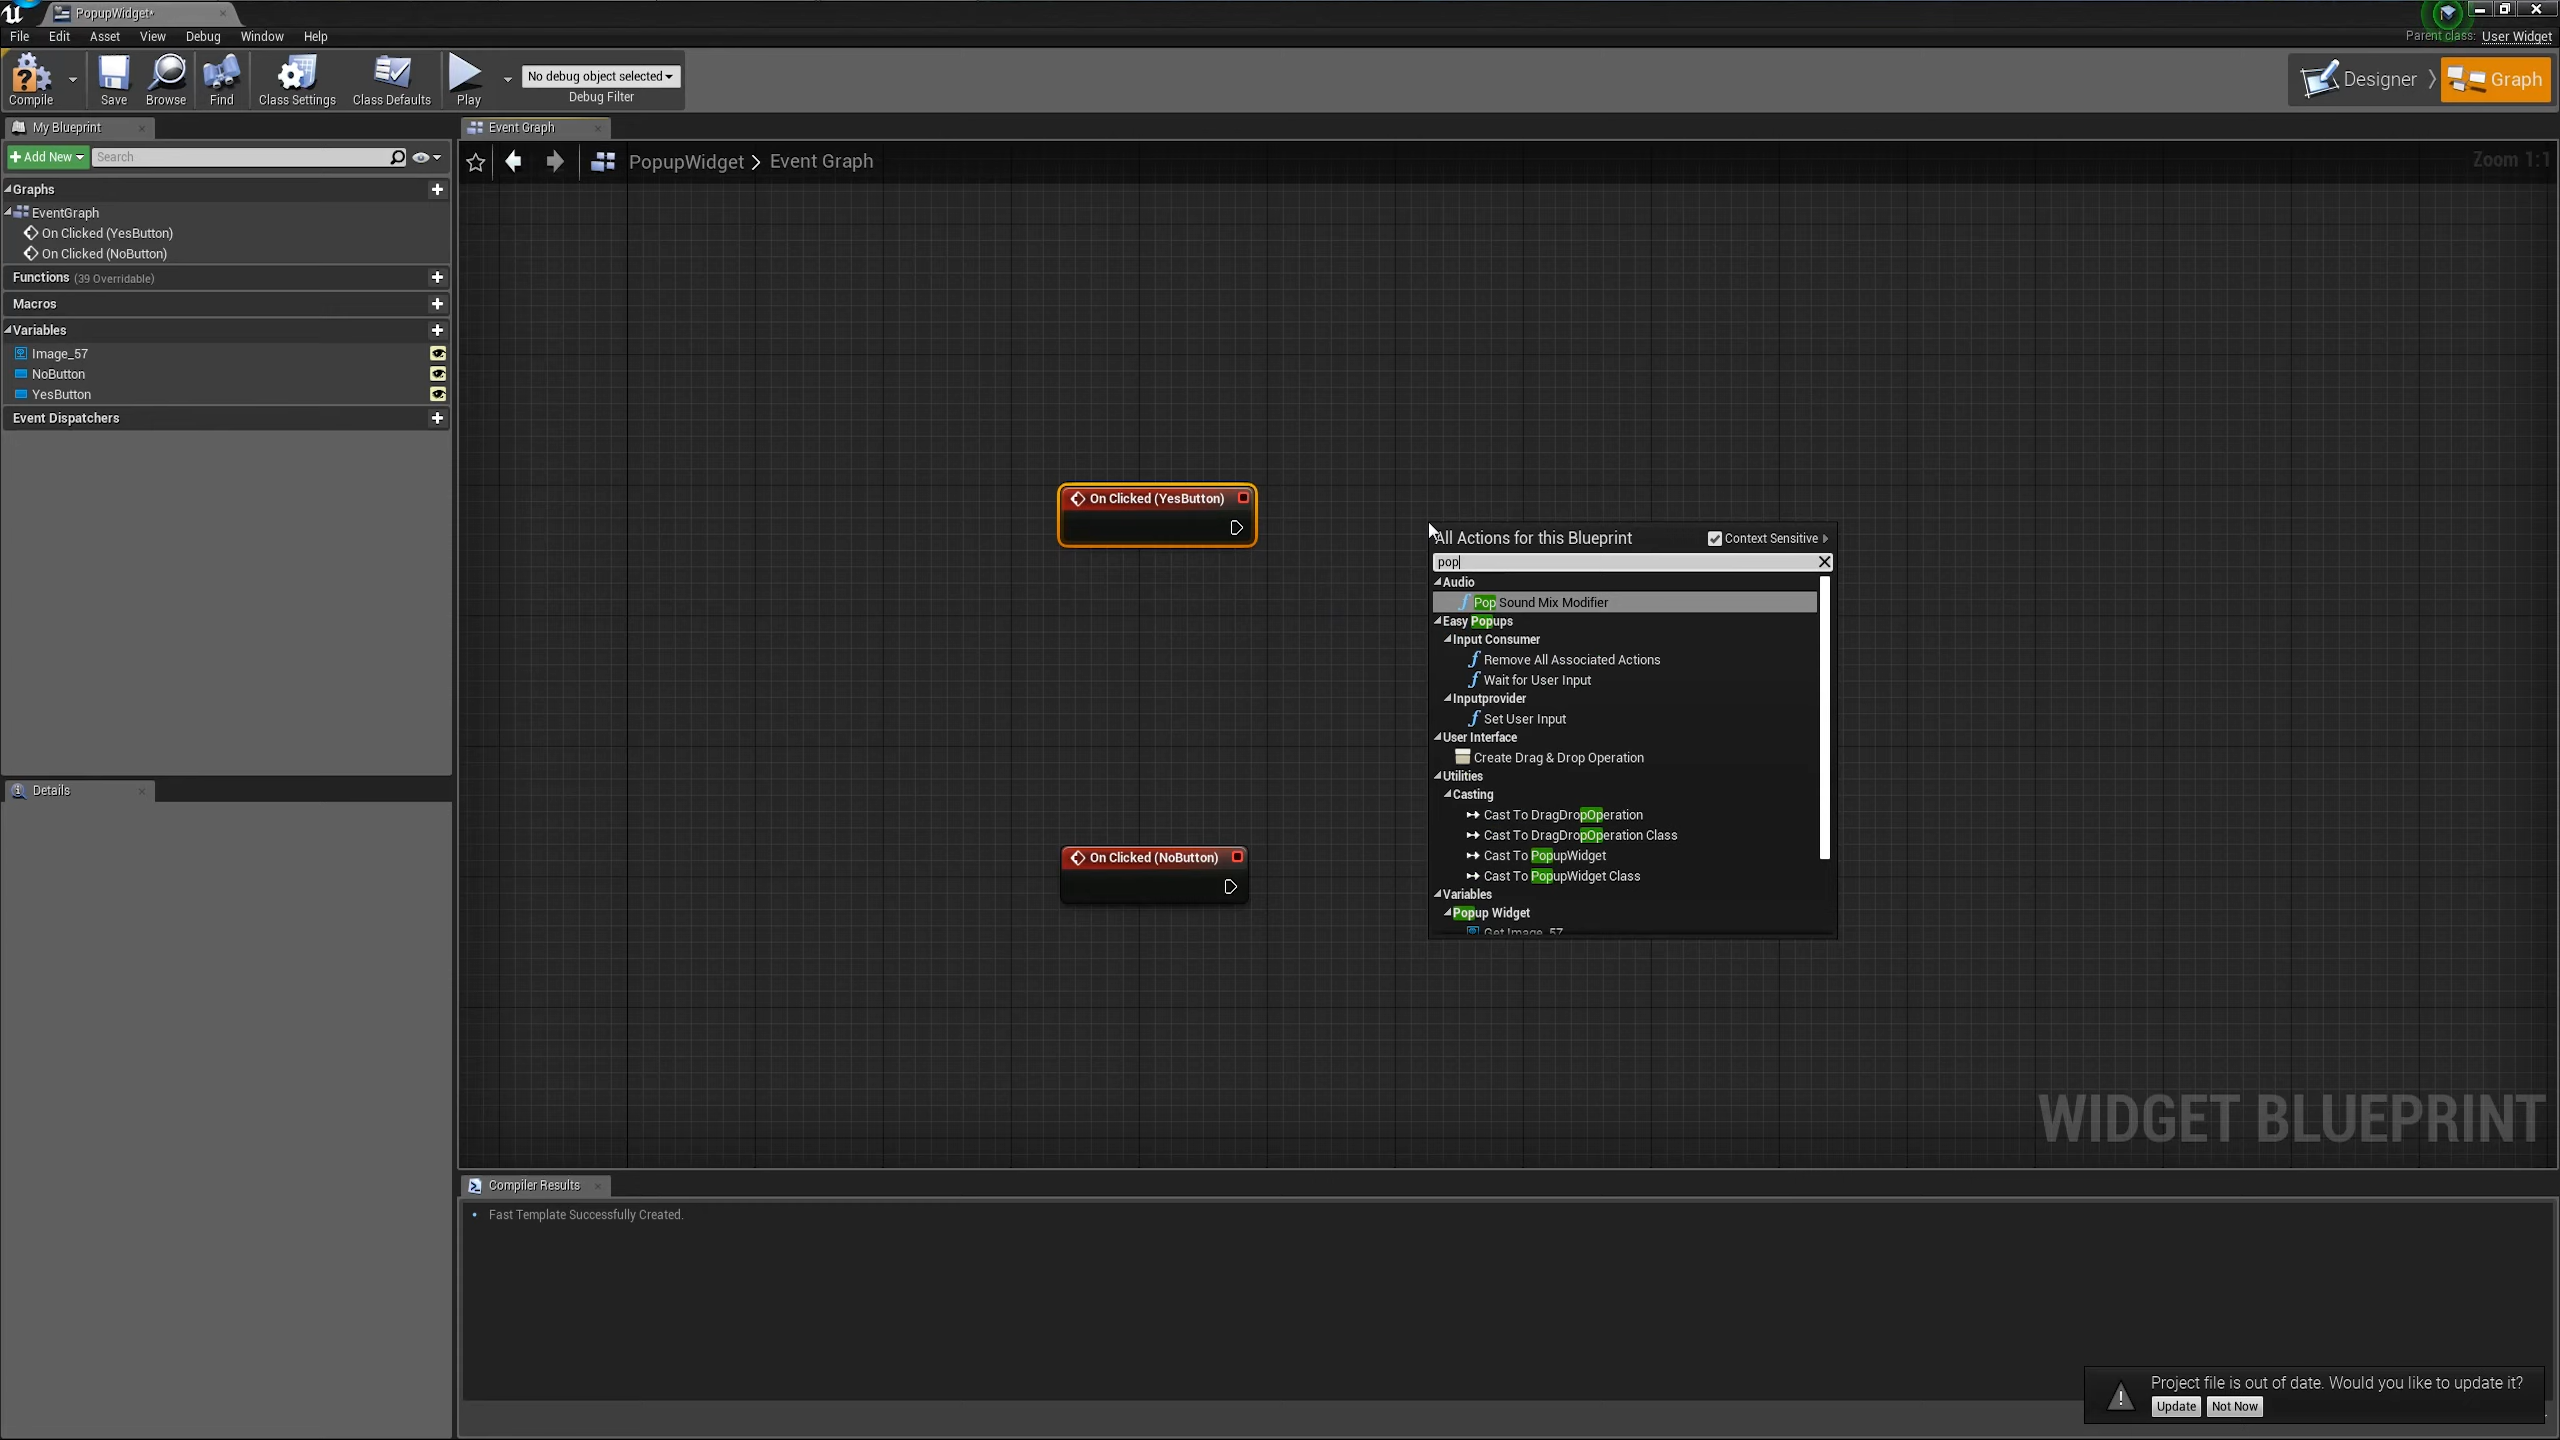 PopupWidget*
File Edit Asset View Debug Window Help
Parent class: User Widget
Compile Save Browse Find Class Settings Class Defaults Play
No debug object selected
Debug Filter
Designer Graph
My Blueprint
Event Graph
Add New
Search
PopupWidget > Event Graph
Zoom 1:1
Graphs
EventGraph
On Clicked (YesButton)
On Clicked (NoButton)
Functions (39 Overridable)
Macros
Variables
Image_57
NoButton
YesButton
Event Dispatchers
Details
On Clicked (YesButton)
On Clicked (NoButton)
All Actions for this Blueprint
Context Sensitive
pop
Audio
Pop Sound Mix Modifier
Easy Popups
Input Consumer
Remove All Associated Actions
Wait for User Input
Inputprovider
Set User Input
User Interface
Create Drag & Drop Operation
Utilities
Casting
Cast To DragDropOperation
Cast To DragDropOperation Class
Cast To PopupWidget
Cast To PopupWidget Class
Variables
Popup Widget
Get Image_57
WIDGET BLUEPRINT
Compiler Results
Fast Template Successfully Created.
Project file is out of date. Would you like to update it?
Update Not Now